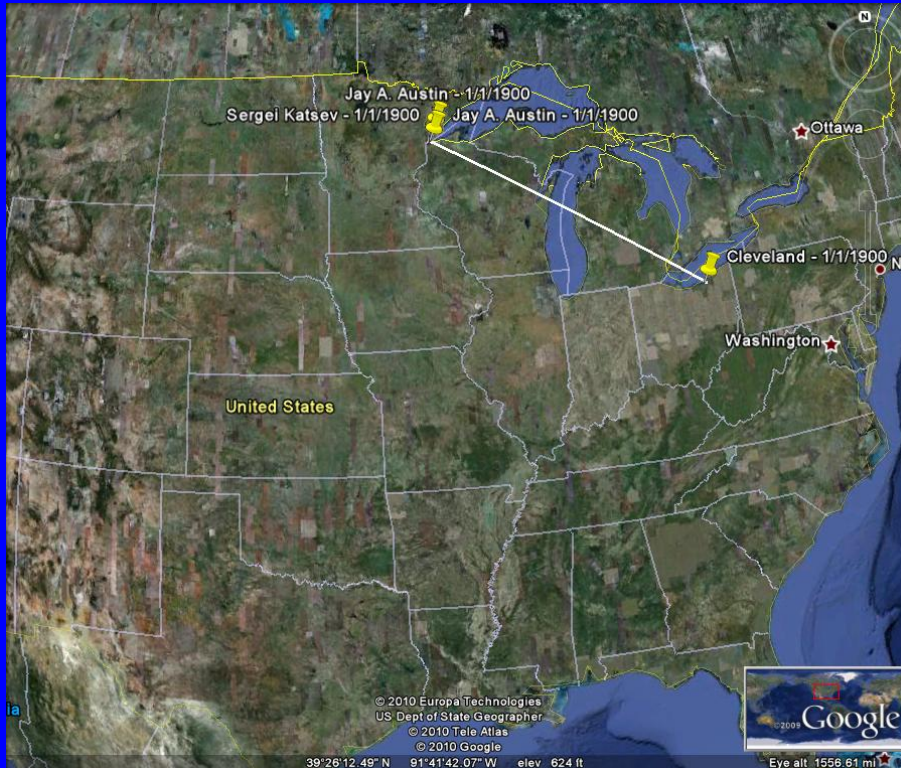 N
Jay A. Austin - 1/1/1900
Sergei Katsev - 1/1/1900
Jay A. Austin - 1/1/1900
Ottawa
Cleveland - 1/1/1900
N
Washington
United States
© 2010 Europa Technologies
US Dept of State Geographer
© 2010 Tele Atlas
© 2010 Google
ia
©2009
Google
39°26'12.49" N 91°41'42.07" W elev 624 ft
Eye alt 1556.61 mi